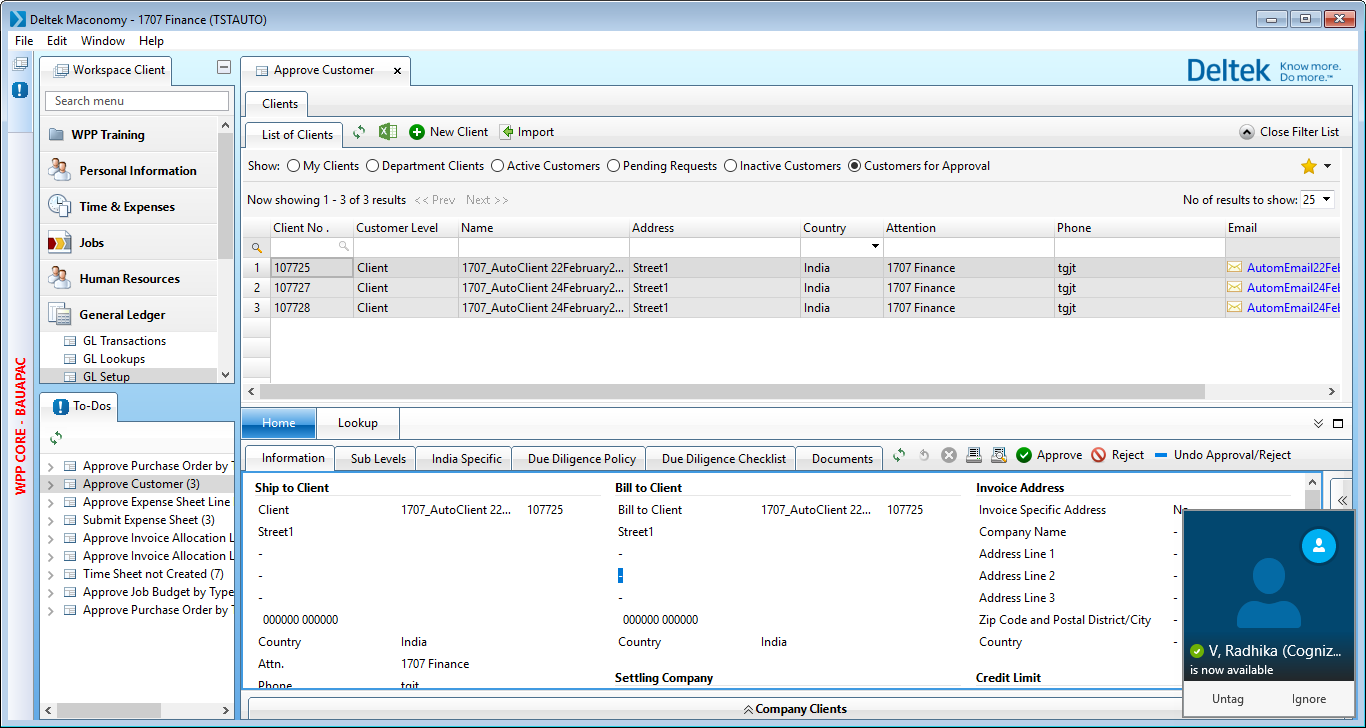 Deltek Maconomy - 1707 Finance (TSTAUTO)
File Edit Window Help
Workspace Client
Approve Customer x
Deltek Know more. Do more.™
Search menu
WPP Training
Personal Information
Time & Expenses
Jobs
Human Resources
General Ledger
GL Transactions
GL Lookups
GL Setup
WPP CORE - BAUAPAC
Clients
List of Clients New Client Import Close Filter List
Show: My Clients Department Clients Active Customers Pending Requests Inactive Customers Customers for Approval
Now showing 1 - 3 of 3 results << Prev Next >> No of results to show: 25
Client No . Customer Level Name Address Country Attention Phone Email
1 107725 Client 1707_AutoClient 22February2... Street1 India 1707 Finance tgjt AutomEmail22Feb
2 107727 Client 1707_AutoClient 24February2... Street1 India 1707 Finance tgjt AutomEmail24Feb
3 107728 Client 1707_AutoClient 24February2... Street1 India 1707 Finance tgjt AutomEmail24Feb
To-Dos
Approve Purchase Order by T
Approve Customer (3)
Approve Expense Sheet Line
Submit Expense Sheet (3)
Approve Invoice Allocation L
Approve Invoice Allocation L
Time Sheet not Created (7)
Approve Job Budget by Type
Approve Purchase Order by T
Home Lookup
Information Sub Levels India Specific Due Diligence Policy Due Diligence Checklist Documents Approve Reject Undo Approval/Reject
Ship to Client Bill to Client Invoice Address
Client 1707_AutoClient 22... 107725 Bill to Client 1707_AutoClient 22... 107725 Invoice Specific Address No
Street1 Street1 Company Name -
- - Address Line 1 -
- - Address Line 2 -
- - Address Line 3 -
000000 000000 000000 000000 Zip Code and Postal District/City -
Country India Country India Country -
Attn. 1707 Finance
Phone tgjt Settling Company Credit Limit
Company Clients
V, Radhika (Cogniz...
is now available
Untag Ignore